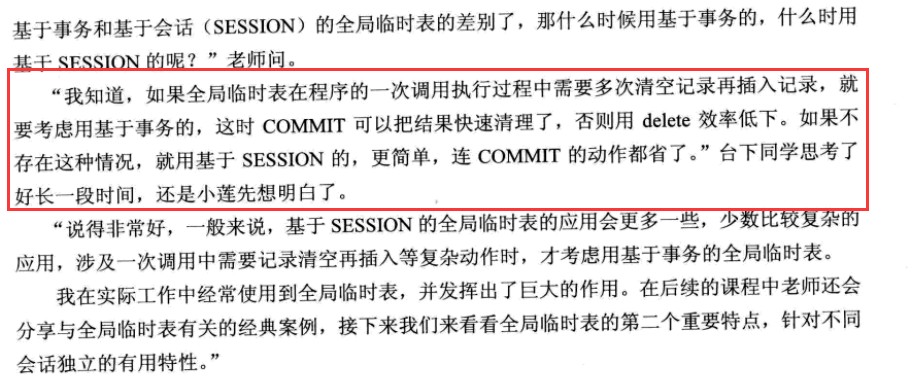 基于事务和基于会话（SESSION）的全局临时表的差别了，那什么时候用基于事务的，什么时用
基于 SESSION 的呢？”老师问。
“我知道，如果全局临时表在程序的一次调用执行过程中需要多次清空记录再插入记录，就
要考虑用基于事务的，这时 COMMIT 可以把结果快速清理了，否则用 delete 效率低下。如果不
存在这种情况，就用基于 SESSION 的，更简单，连 COMMIT 的动作都省了。”台下同学思考了
好长一段时间，还是小莲先想明白了。
“说得非常好，一般来说，基于 SESSION 的全局临时表的应用会更多一些，少数比较复杂的
应用，涉及一次调用中需要记录清空再插入等复杂动作时，才考虑用基于事务的全局临时表。
我在实际工作中经常使用到全局临时表，并发挥出了巨大的作用。在后续的课程中老师还会
分享与全局临时表有关的经典案例，接下来我们来看看全局临时表的第二个重要特点，针对不同
会话独立的有用特性。”